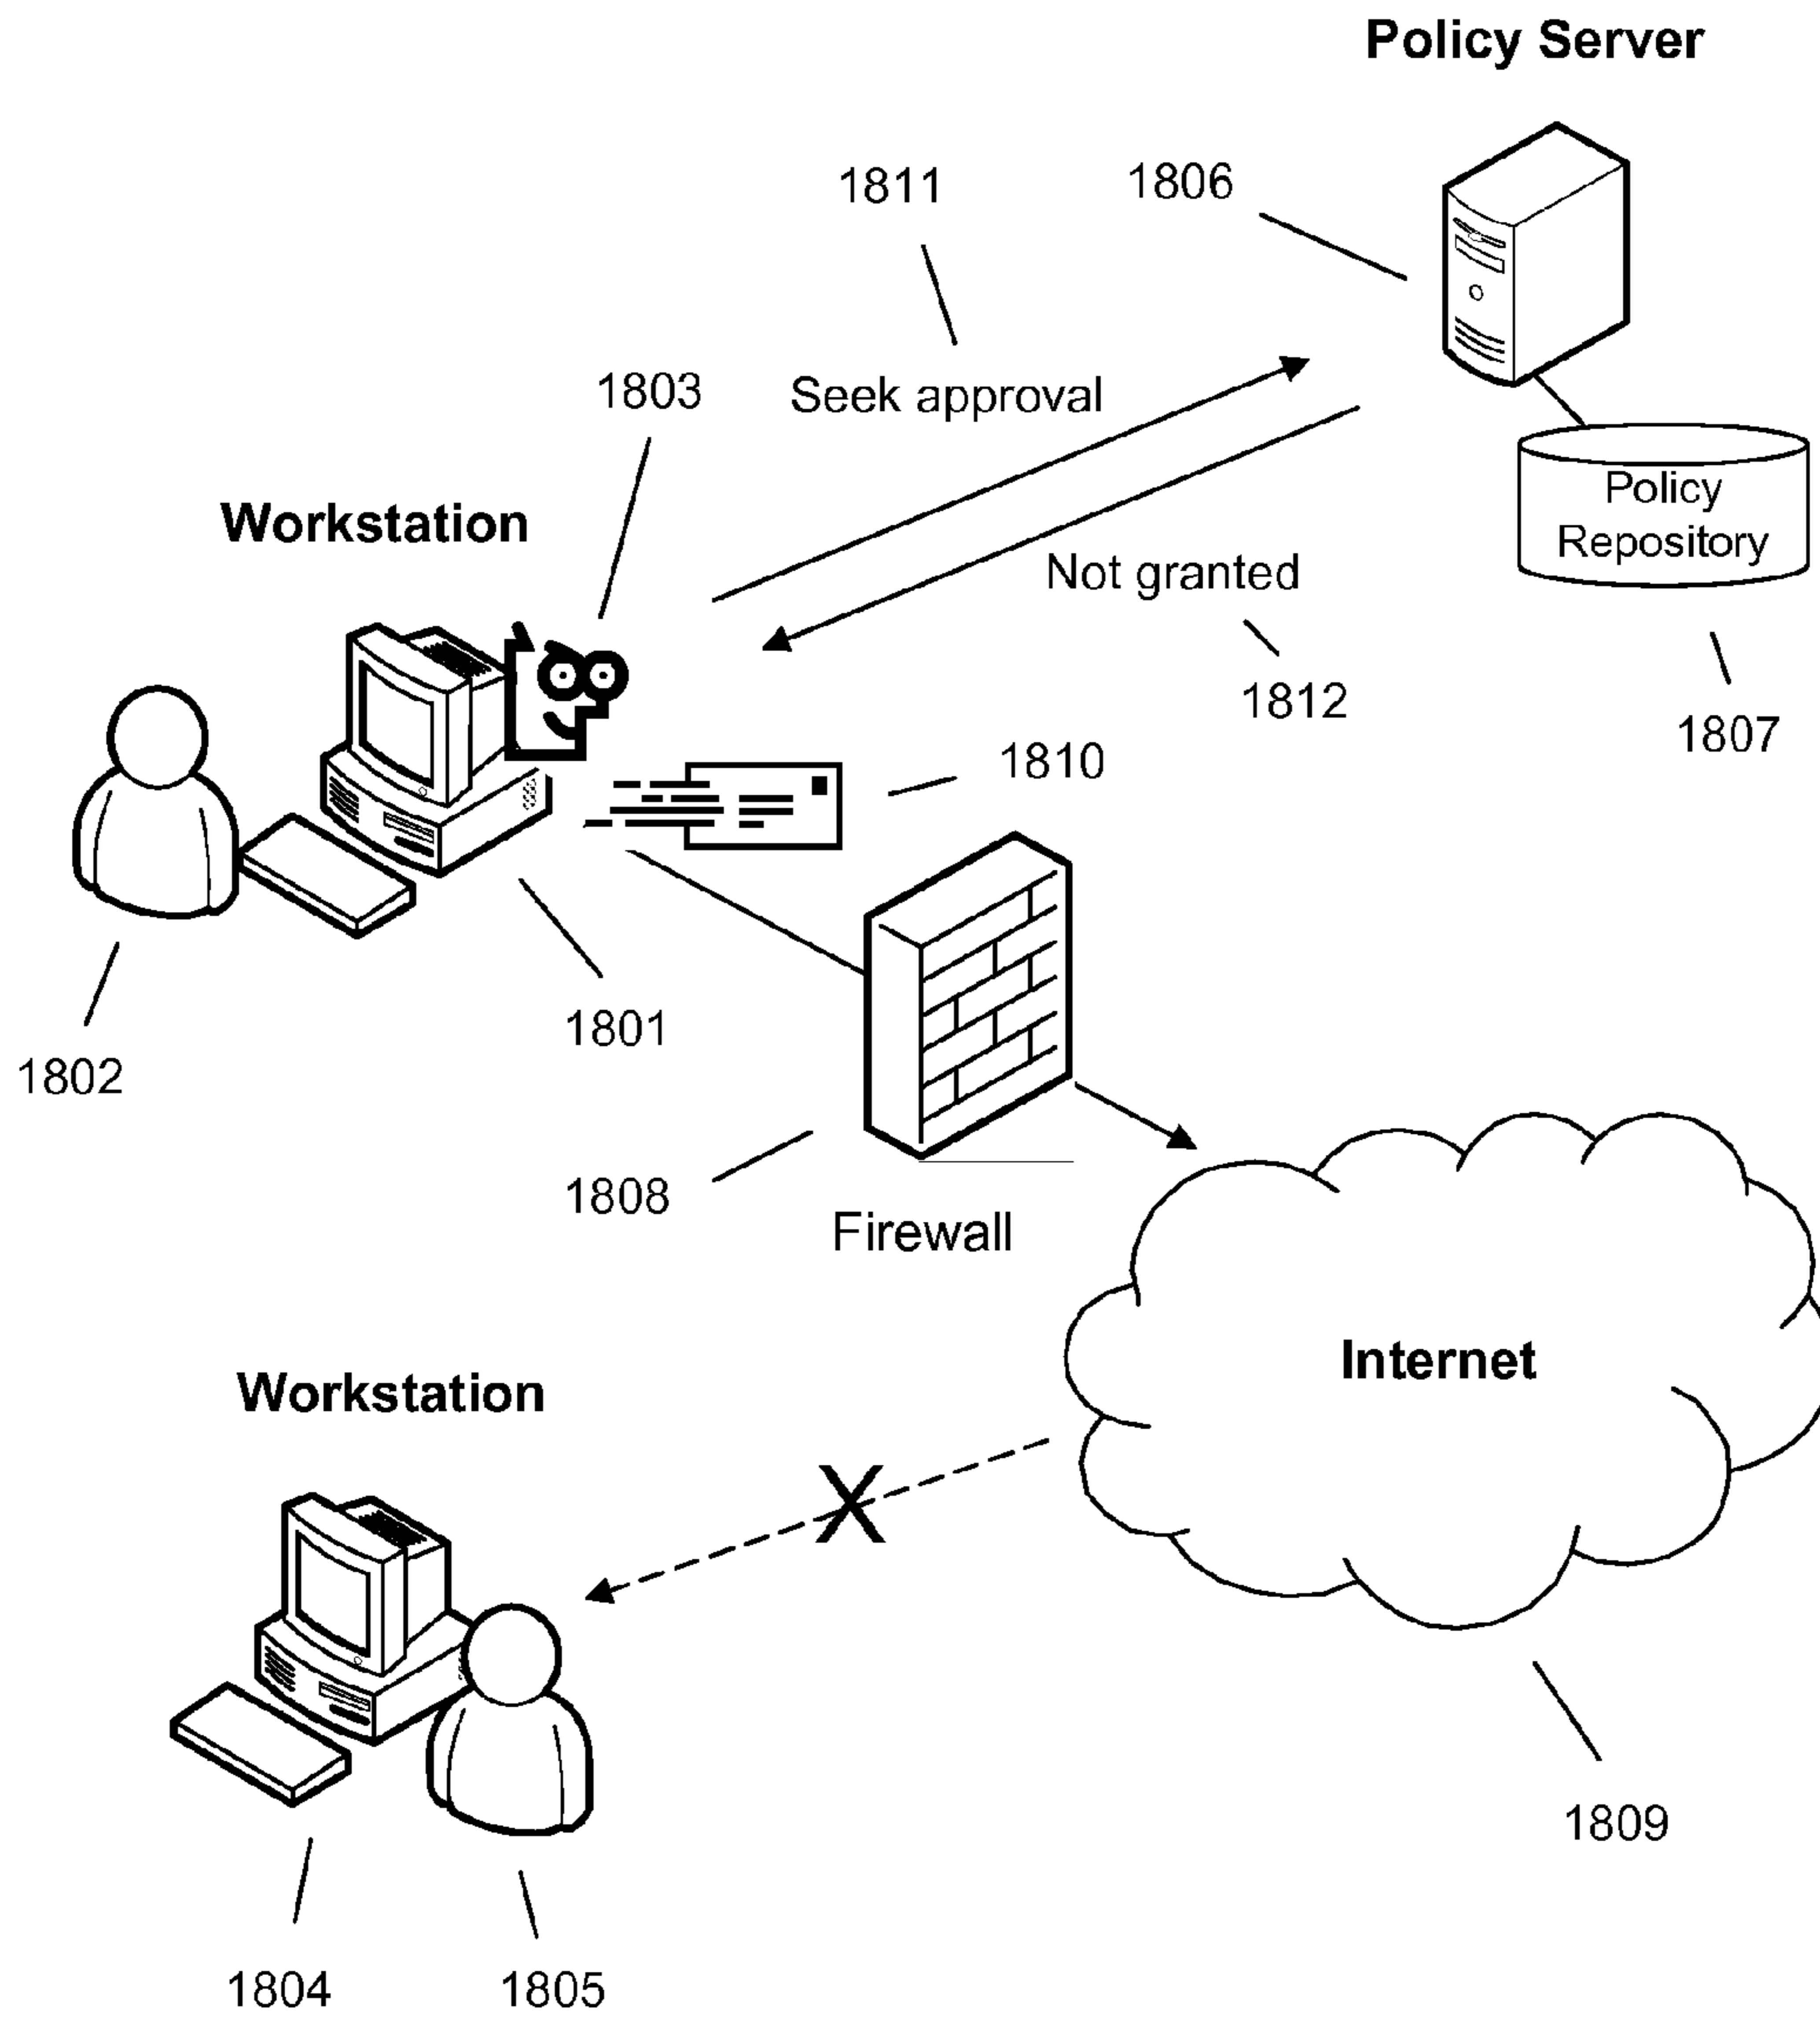 Policy Server
1811
1806
1803
Seek approval
Workstation
Policy
Repository
Not granted
1812
1807
1810
1801
1802
1808
Firewall
Internet
Workstation
X
1809
1804
1805